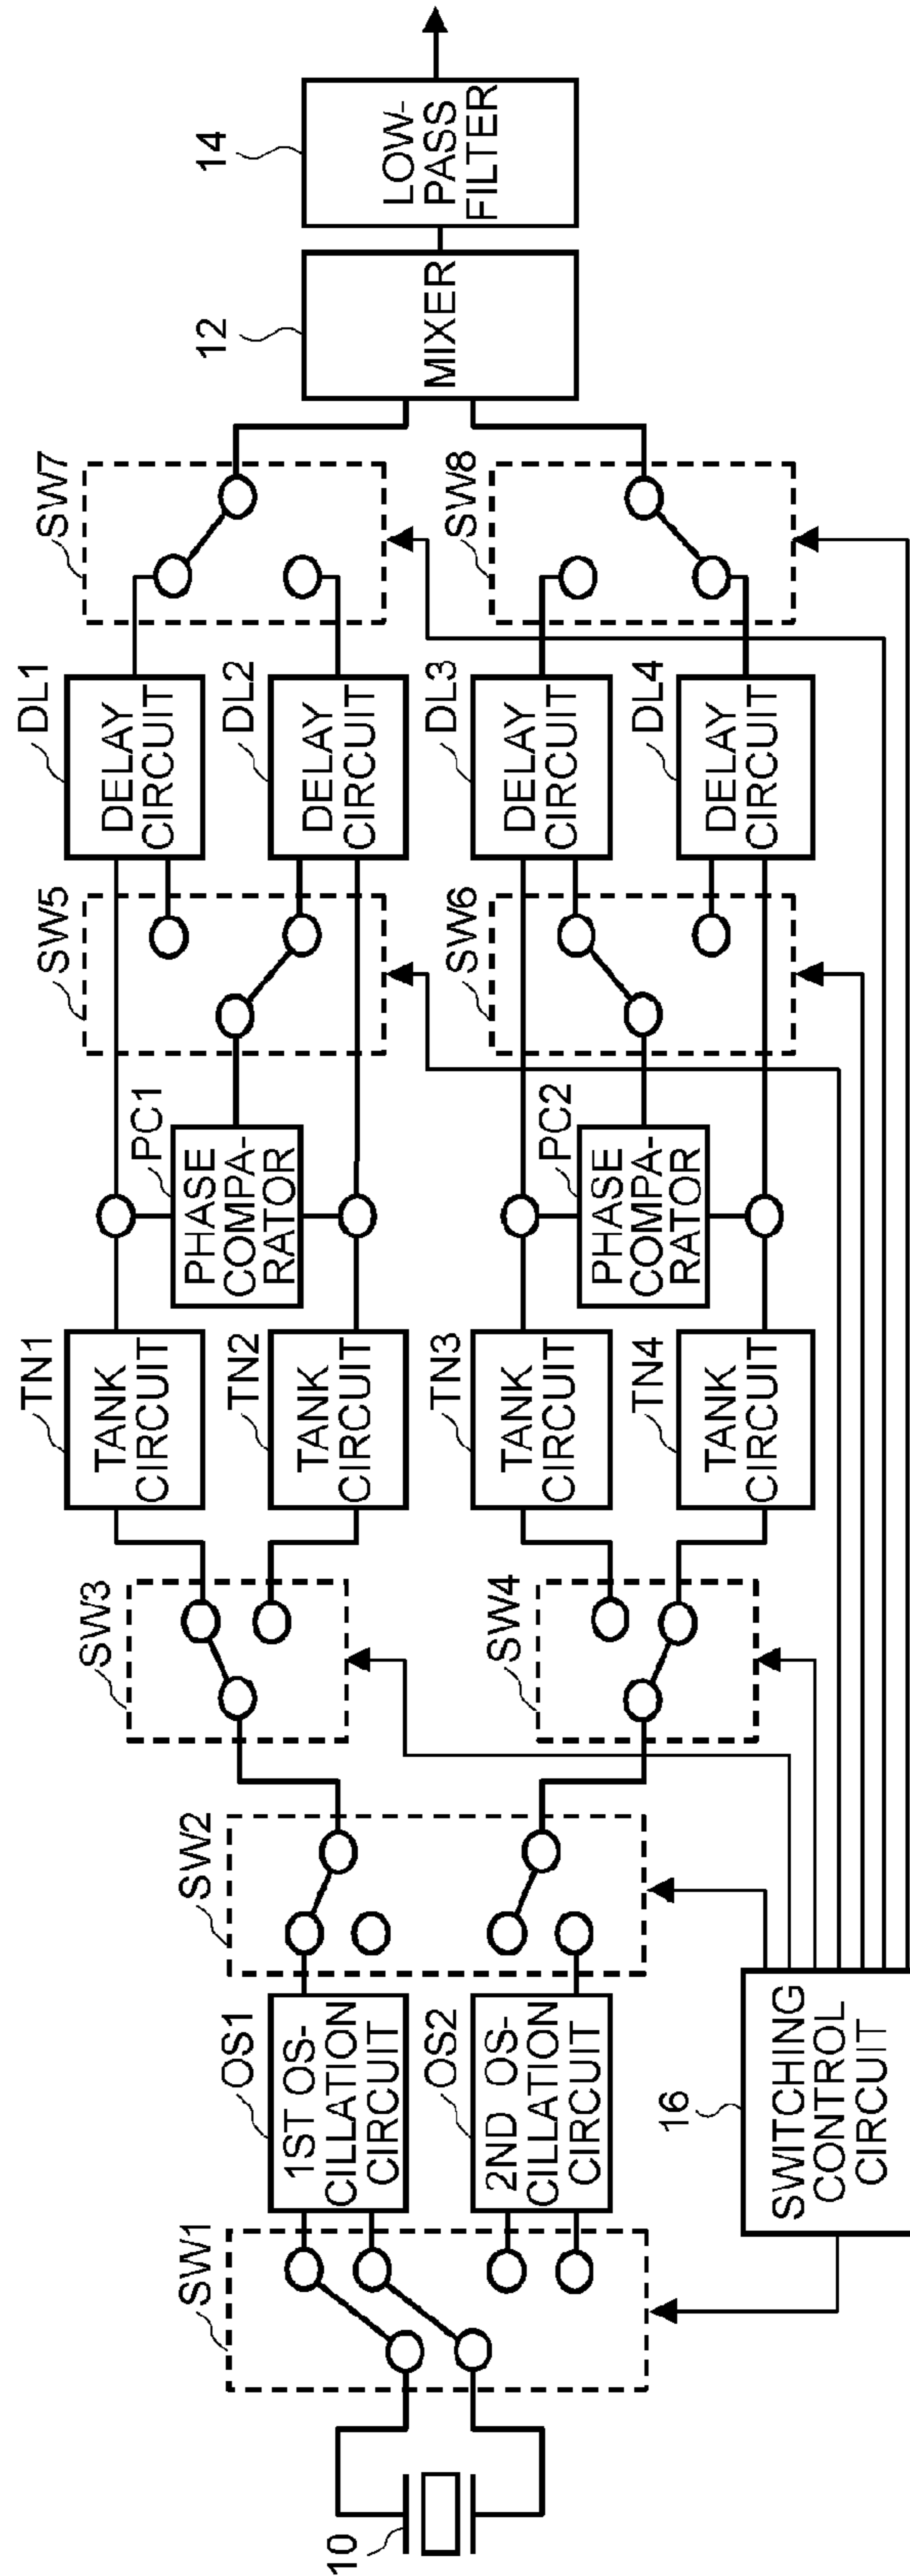 10
SW1
1ST OS-
CILLATION
CIRCUIT
OS1
2ND OS-
CILLATION
CIRCUIT
OS2
SW2
SW3
SW4
TANK
CIRCUIT
TN1
TANK
CIRCUIT
TN2
TANK
CIRCUIT
TN3
TANK
CIRCUIT
TN4
PHASE
COMPA-
RATOR
PC1
PHASE
COMPA-
RATOR
PC2
SW5
SW6
DELAY
CIRCUIT
DL1
DELAY
CIRCUIT
DL2
DELAY
CIRCUIT
DL3
DELAY
CIRCUIT
DL4
SW7
SW8
12
MIXER
14
LOW-
PASS
FILTER
16
SWITCHING
CONTROL
CIRCUIT